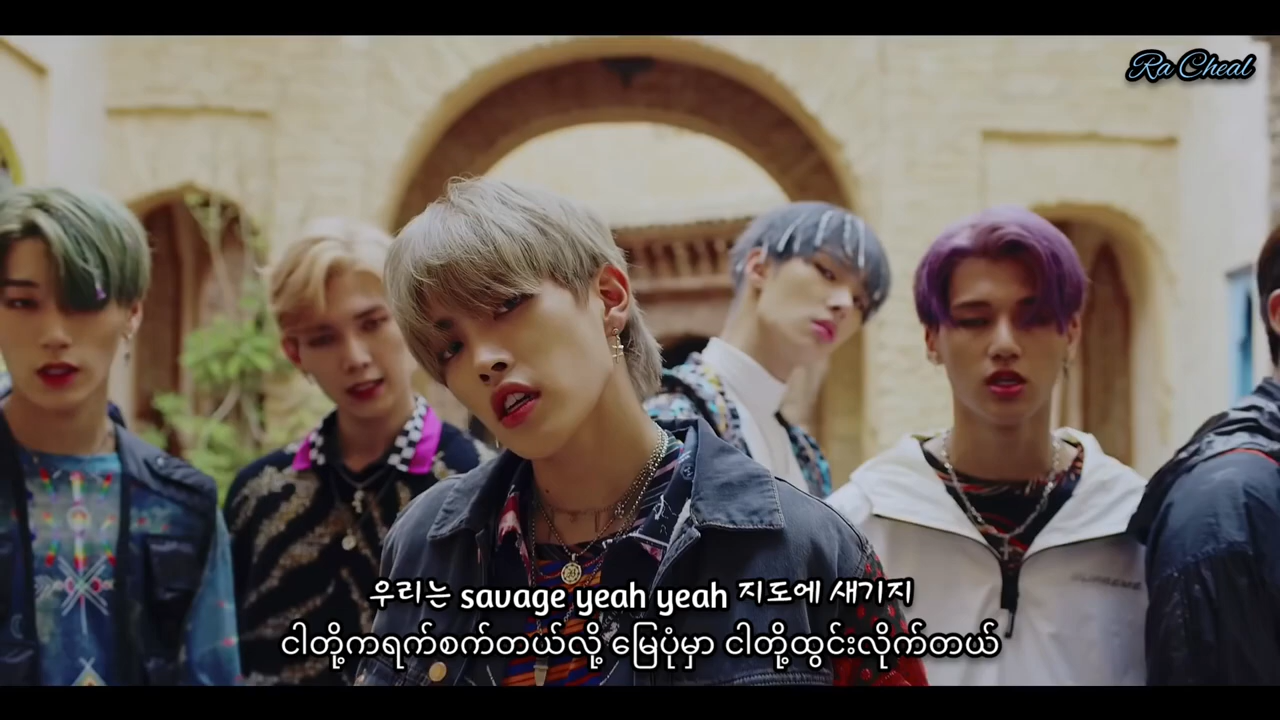 Ra Cheal
우리는 savage yeah yeah 지도에 새기지
ငါတို့ကရက်စက်တယ်လို့ မြေပုံမှာ ငါတို့ထွင်းလိုက်တယ်